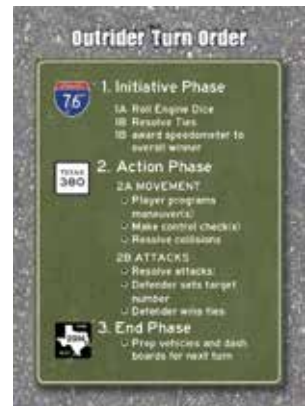 Outrider Turn Order
76
1. Initiative Phase
1A Roll Engine Dice
1B Resolve Ties
1B award speedometer to
overall winner
TEXAS
380
2. Action Phase
2A MOVEMENT
Player programs
maneuver(s)
Make control check(s)
Resolve collisions
2B ATTACKS
Resolve attacks:
Defender sets target
number
Defender wins ties
3. End Phase
Prep vehicles and dash
boards for next turn